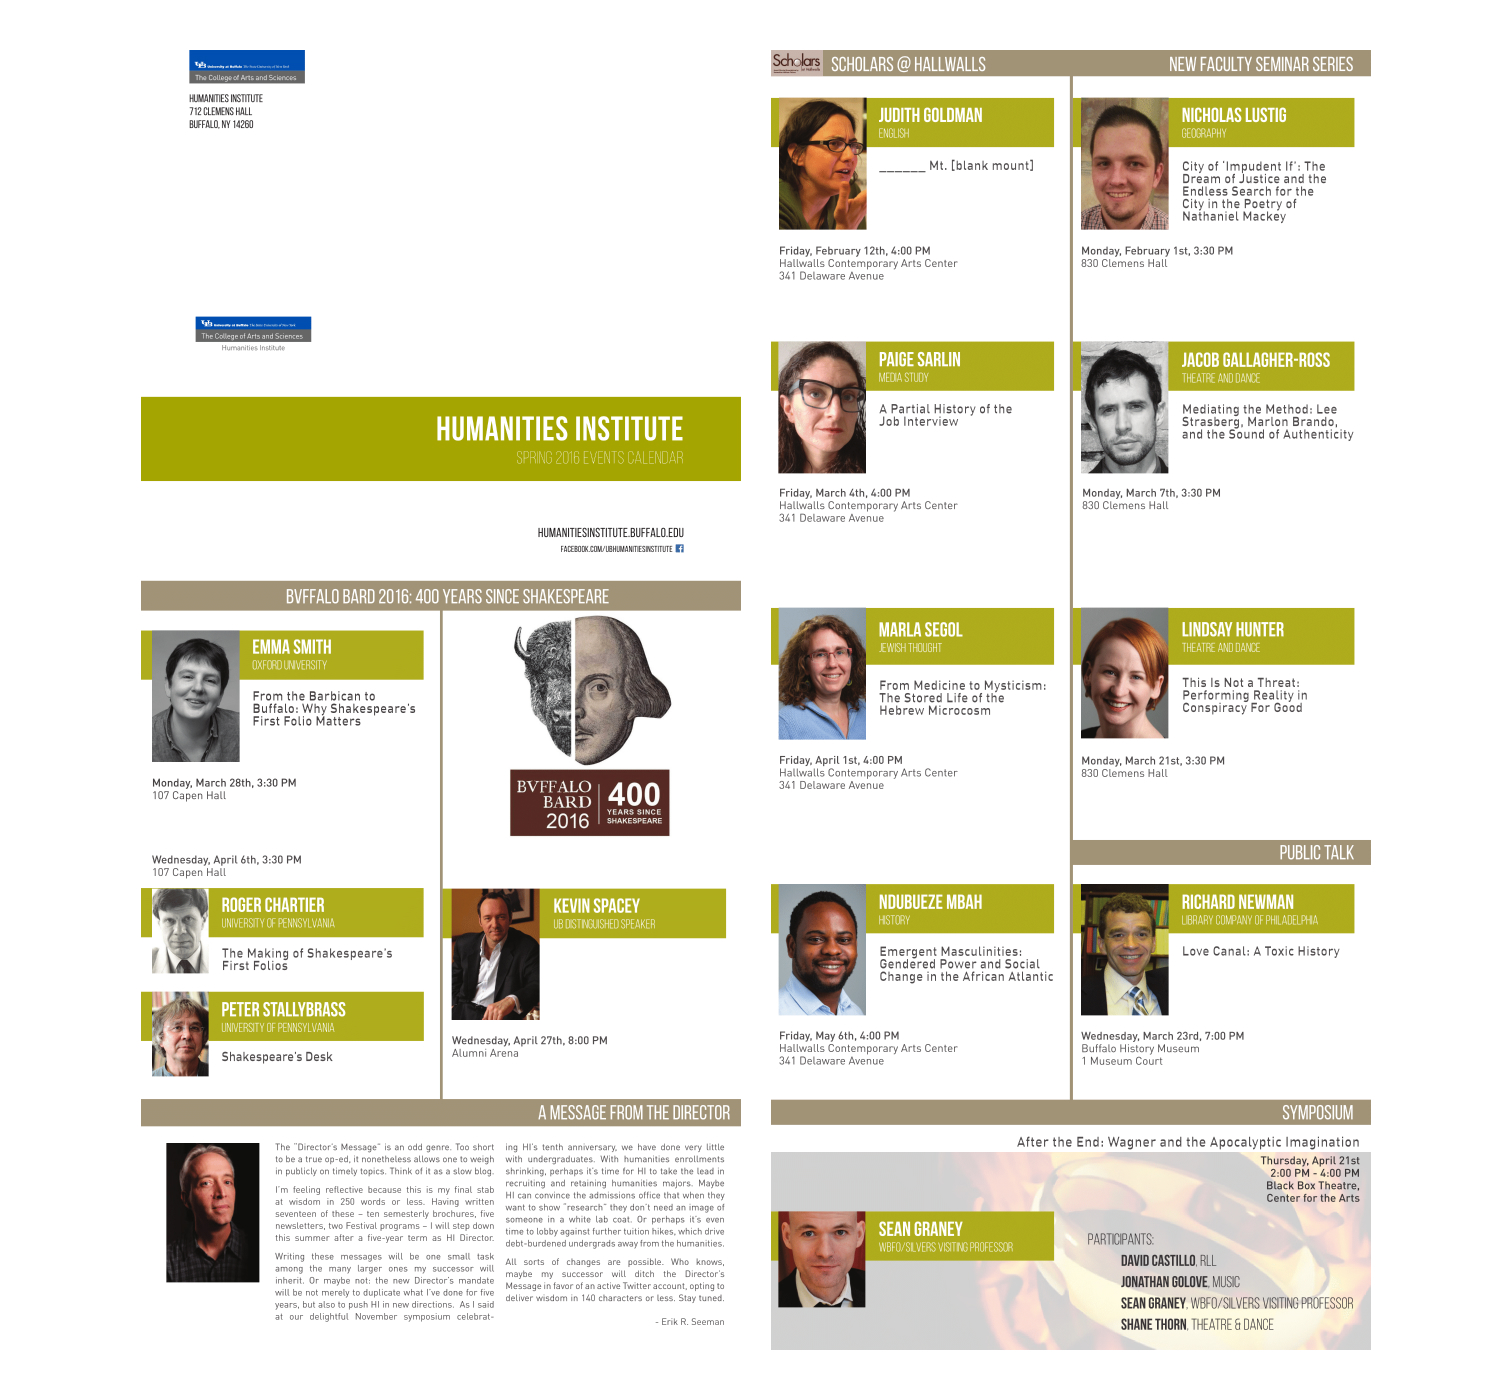 University at Buffalo The State University of New York
The College of Arts and Sciences
HUMANITIES INSTITUTE
712 CLEMENS HALL
BUFFALO, NY 14260
University at Buffalo The State University of New York
The College of Arts and Sciences
Humanities Institute
HUMANITIES INSTITUTE
SPRING 2016 EVENTS CALENDAR
HUMANITIESINSTITUTE.BUFFALO.EDU
FACEBOOK.COM/UBHUMANITIESINSTITUTE
BVFFALO BARD 2016: 400 YEARS SINCE SHAKESPEARE
EMMA SMITH
OXFORD UNIVERSITY
From the Barbican to
Buffalo: Why Shakespeare's
First Folio Matters
Monday, March 28th, 3:30 PM
107 Capen Hall
Wednesday, April 6th, 3:30 PM
107 Capen Hall
ROGER CHARTIER
UNIVERSITY OF PENNSYLVANIA
The Making of Shakespeare's
First Folios
PETER STALLYBRASS
UNIVERSITY OF PENNSYLVANIA
Shakespeare's Desk
BVFFALO
BARD
2016
400
YEARS SINCE
SHAKESPEARE
KEVIN SPACEY
UB DISTINGUISHED SPEAKER
Wednesday, April 27th, 8:00 PM
Alumni Arena
A MESSAGE FROM THE DIRECTOR
The "Director's Message" is an odd genre. Too short
to be a true op-ed, it nonetheless allows one to weigh
in publicly on timely topics. Think of it as a slow blog.
I'm feeling reflective because this is my final stab
at wisdom in 250 words or less. Having written
seventeen of these – ten semesterly brochures, five
newsletters, two Festival programs – I will step down
this summer after a five-year term as HI Director.
Writing these messages will be one small task
among the many larger ones my successor will
inherit. Or maybe not: the new Director's mandate
will be not merely to duplicate what I've done for five
years, but also to push HI in new directions. As I said
at our delightful November symposium celebrat-
ing HI's tenth anniversary, we have done very little
with undergraduates. With humanities enrollments
shrinking, perhaps it's time for HI to take the lead in
recruiting and retaining humanities majors. Maybe
HI can convince the admissions office that when they
want to show "research" they don't need an image of
someone in a white lab coat. Or perhaps it's even
time to lobby against further tuition hikes, which drive
debt-burdened undergrads away from the humanities.
All sorts of changes are possible. Who knows,
maybe my successor will ditch the Director's
Message in favor of an active Twitter account, opting to
deliver wisdom in 140 characters or less. Stay tuned.
- Erik R. Seeman
Scholars
SCHOLARS @ HALLWALLS
JUDITH GOLDMAN
ENGLISH
______ Mt. [blank mount]
Friday, February 12th, 4:00 PM
Hallwalls Contemporary Arts Center
341 Delaware Avenue
PAIGE SARLIN
MEDIA STUDY
A Partial History of the
Job Interview
Friday, March 4th, 4:00 PM
Hallwalls Contemporary Arts Center
341 Delaware Avenue
MARLA SEGOL
JEWISH THOUGHT
From Medicine to Mysticism:
The Stored Life of the
Hebrew Microcosm
Friday, April 1st, 4:00 PM
Hallwalls Contemporary Arts Center
341 Delaware Avenue
NDUBUEZE MBAH
HISTORY
Emergent Masculinities:
Gendered Power and Social
Change in the African Atlantic
Friday, May 6th, 4:00 PM
Hallwalls Contemporary Arts Center
341 Delaware Avenue
NEW FACULTY SEMINAR SERIES
NICHOLAS LUSTIG
GEOGRAPHY
City of 'Impudent If': The
Dream of Justice and the
Endless Search for the
City in the Poetry of
Nathaniel Mackey
Monday, February 1st, 3:30 PM
830 Clemens Hall
JACOB GALLAGHER-ROSS
THEATRE AND DANCE
Mediating the Method: Lee
Strasberg, Marlon Brando,
and the Sound of Authenticity
Monday, March 7th, 3:30 PM
830 Clemens Hall
LINDSAY HUNTER
THEATRE AND DANCE
This Is Not a Threat:
Performing Reality in
Conspiracy For Good
Monday, March 21st, 3:30 PM
830 Clemens Hall
PUBLIC TALK
RICHARD NEWMAN
LIBRARY COMPANY OF PHILADELPHIA
Love Canal: A Toxic History
Wednesday, March 23rd, 7:00 PM
Buffalo History Museum
1 Museum Court
SYMPOSIUM
After the End: Wagner and the Apocalyptic Imagination
Thursday, April 21st
2:00 PM - 4:00 PM
Black Box Theatre,
Center for the Arts
SEAN GRANEY
WBFO/SILVERS VISITING PROFESSOR
PARTICIPANTS:
DAVID CASTILLO, RLL
JONATHAN GOLOVE, MUSIC
SEAN GRANEY, WBFO/SILVERS VISITING PROFESSOR
SHANE THORN, THEATRE & DANCE